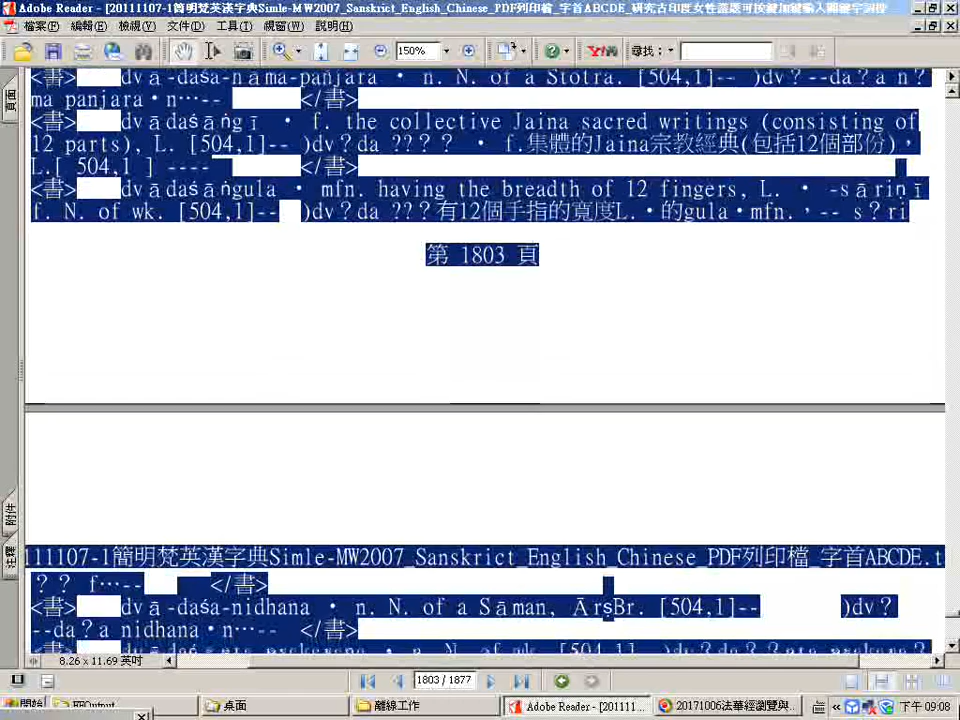 Adobe Reader - [20111107-1簡明梵英漢字典Simle-MW2007_Sanskrict_English_Chinese_PDF列印檔_字首ABCDE_研究古印度女性議題可按鍵加鍵輸入關鍵字詞搜
檔案(F) 編輯(E) 檢視(V) 文件(D) 工具(T) 視窗(W) 說明(H)
150% 尋找：
頁面
<書> dvā-daśa-nāma-panjara • n. N. of a Stotra. [504,1]-- )dv？--da？a n？
ma panjara•n…-- </書>
<書> dvādaśāṅgī • f. the collective Jaina sacred writings (consisting of
12 parts), L. [504,1]-- )dv？da ???？ • f.集體的Jaina宗教經典(包括12個部份)，
L.[ 504,1 ] ---- </書>
<書> dvādaśāṅgula • mfn. having the breadth of 12 fingers, L. • -sāriṇī
f. N. of wk. [504,1]-- )dv？da ??？有12個手指的寬度L.•的gula•mfn.，-- s？ri
第 1803 頁
附件
注釋
111107-1簡明梵英漢字典Simle-MW2007_Sanskrict_English_Chinese_PDF列印檔_字首ABCDE.t
？？ f…-- </書>
<書> dvā-daśa-nidhana • n. N. of a Sāman, ĀrṣBr. [504,1]-- )dv？
--da？a nidhana•n…-- </書>
8.26 x 11.69 英吋
1803 / 1877
開始 FFOutput 桌面 離線工作 Adobe Reader - [201111... 20171006法華經瀏覽與... 下午 09:08